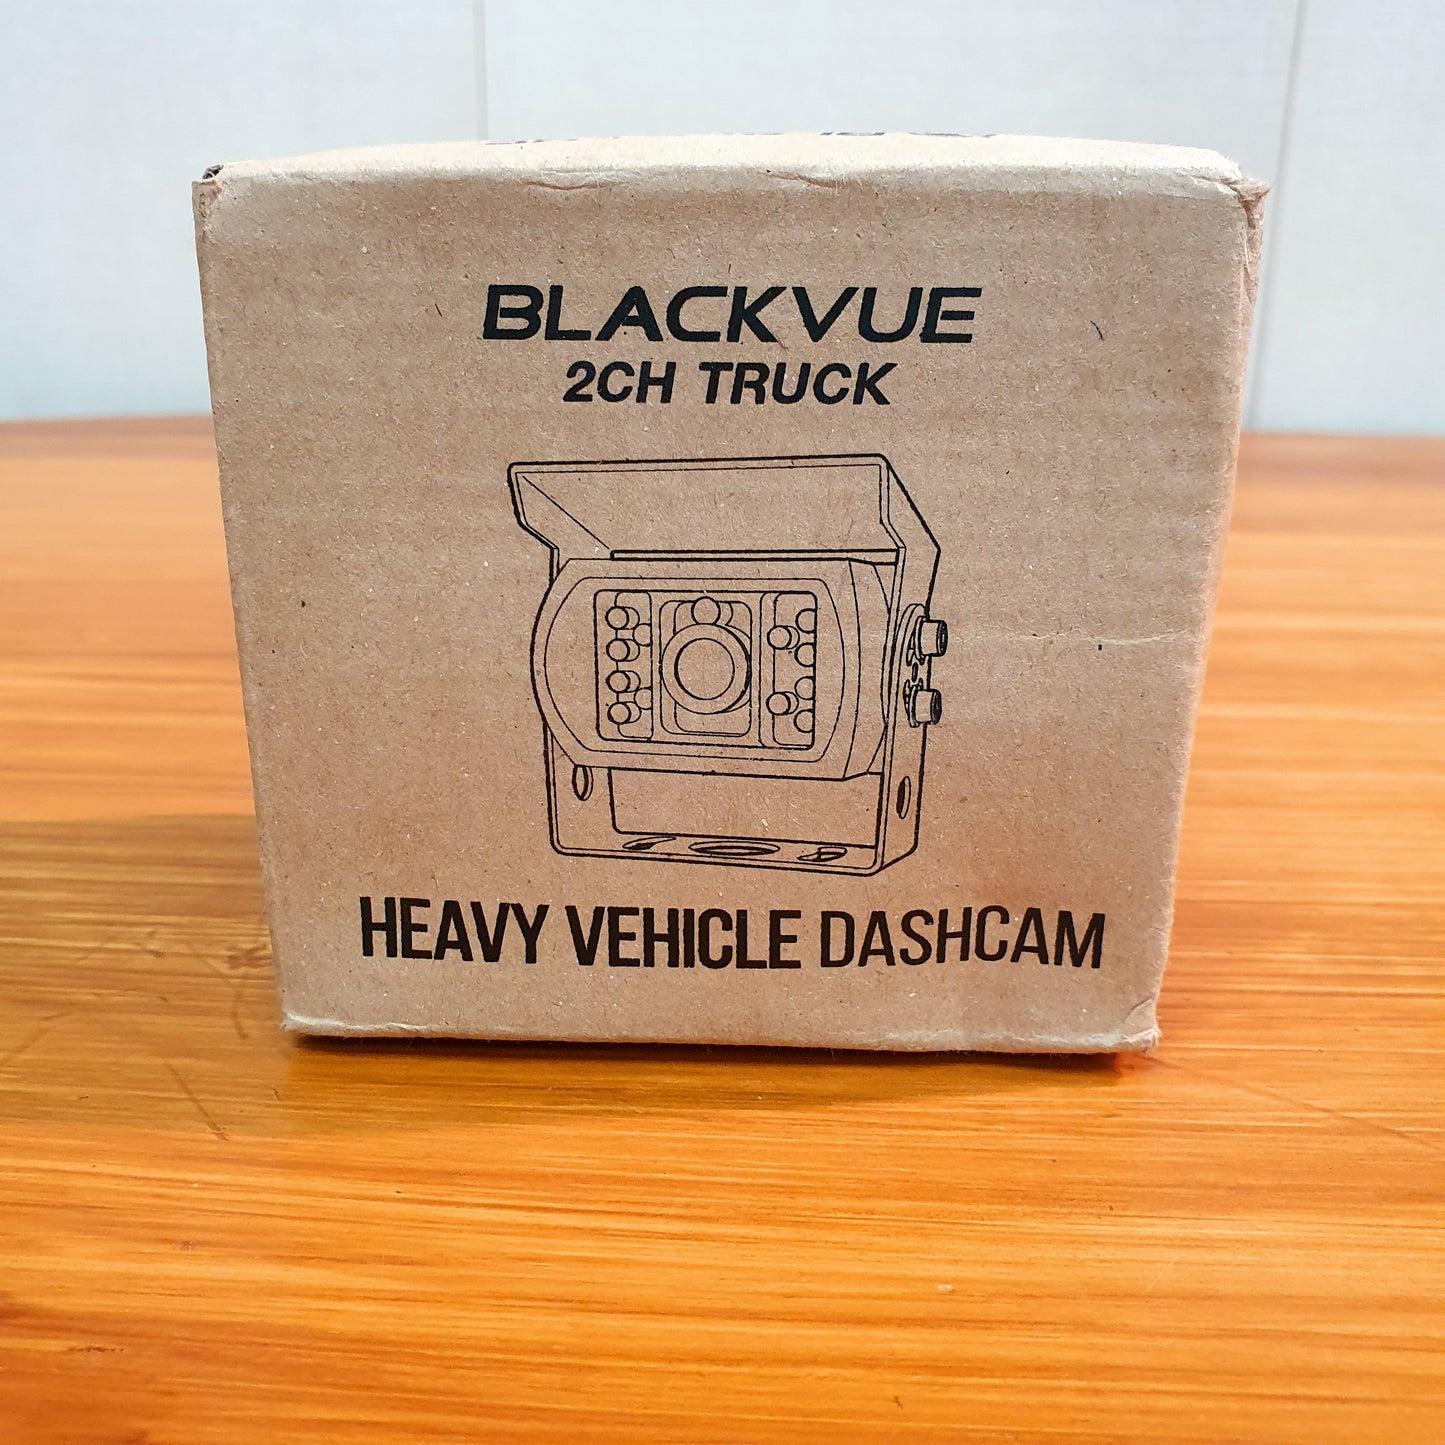 BLACKVUE
2CH TRUCK
HEAVY VEHICLE DASHCAM